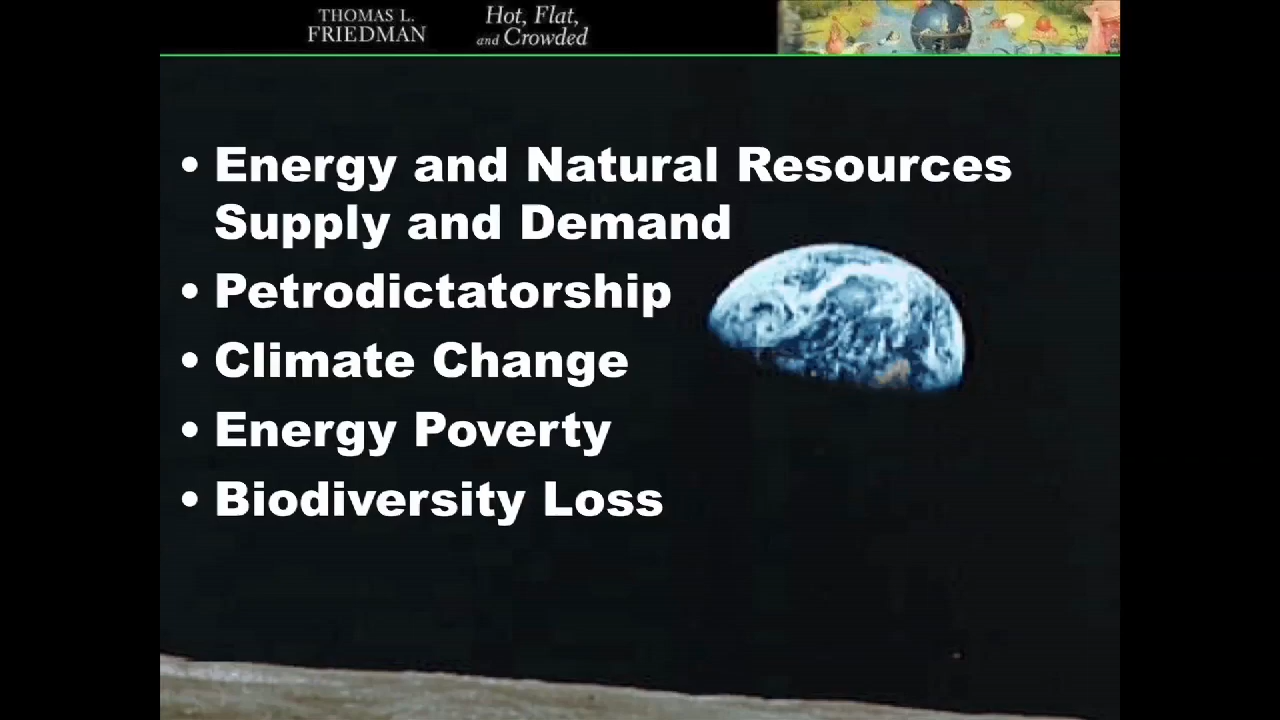 THOMAS L.
FRIEDMAN
Hot, Flat,
and Crowded
• Energy and Natural Resources
Supply and Demand
• Petrodictatorship
• Climate Change
• Energy Poverty
• Biodiversity Loss